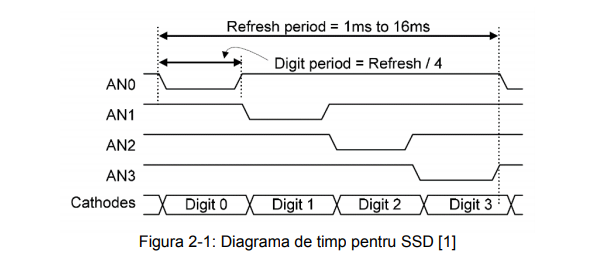 Refresh period = 1ms to 16ms
Digit period = Refresh / 4
AN0
AN1
AN2
AN3
Cathodes Digit 0 Digit 1 Digit 2 Digit 3
Figura 2-1: Diagrama de timp pentru SSD [1]